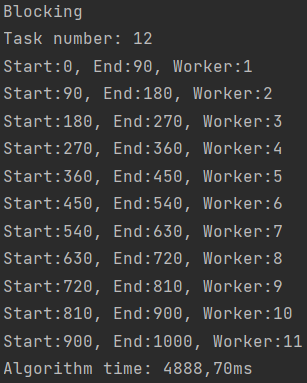 Blocking
Task number: 12
Start:0, End:90, Worker:1
Start:90, End:180, Worker:2
Start:180, End:270, Worker:3
Start:270, End:360, Worker:4
Start:360, End:450, Worker:5
Start:450, End:540, Worker:6
Start:540, End:630, Worker:7
Start:630, End:720, Worker:8
Start:720, End:810, Worker:9
Start:810, End:900, Worker:10
Start:900, End:1000, Worker:11
Algorithm time: 4888,70ms